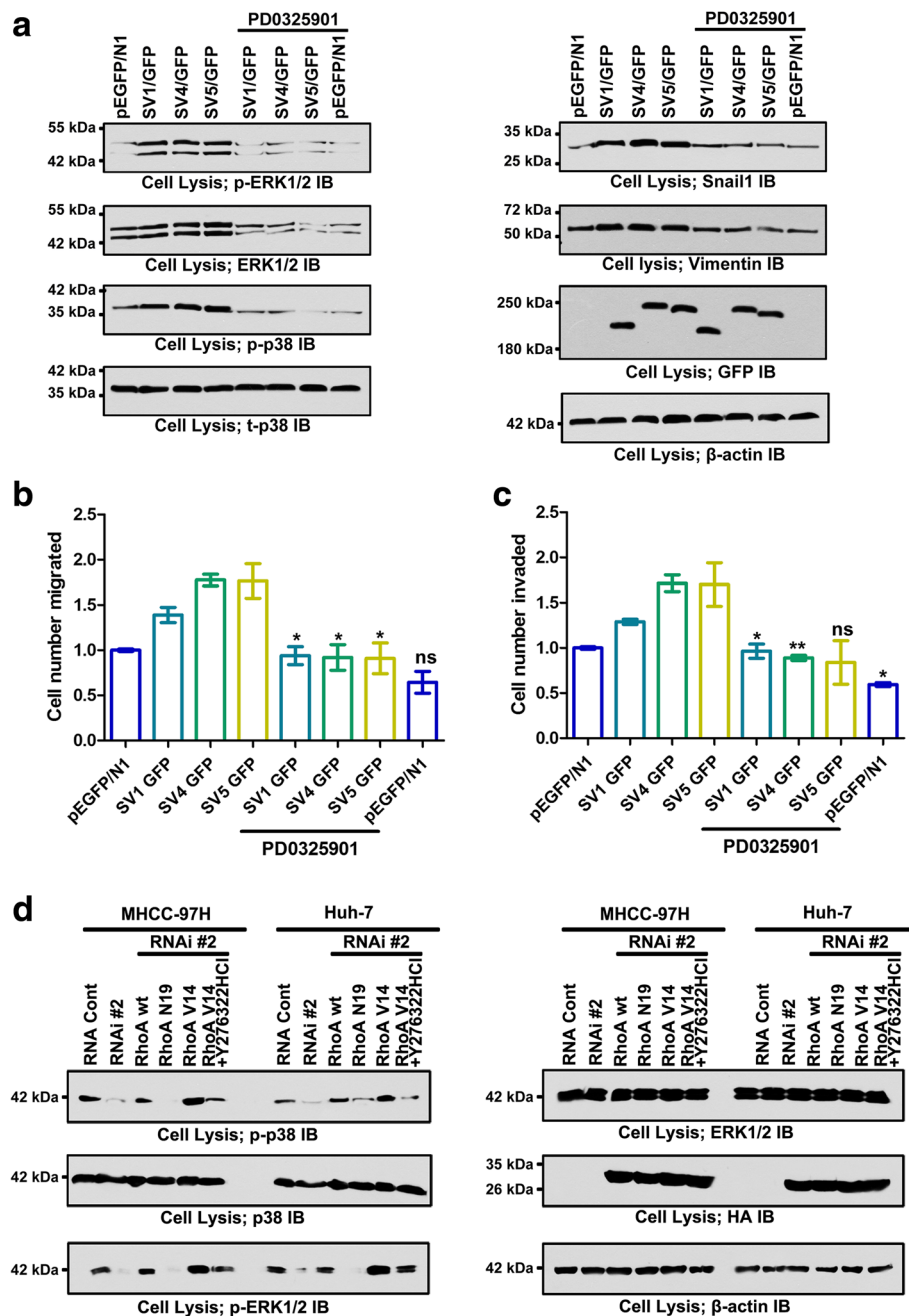 a
PD0325901
pEGFP/N1
SV1/GFP
SV4/GFP
SV5/GFP
SV1/GFP
SV4/GFP
SV5/GFP
pEGFP/N1
55 kDa
42 kDa
Cell Lysis; p-ERK1/2 IB
55 kDa
42 kDa
Cell Lysis; ERK1/2 IB
42 kDa
35 kDa
Cell Lysis; p-p38 IB
42 kDa
35 kDa
Cell Lysis; t-p38 IB
PD0325901
pEGFP/N1
SV1/GFP
SV4/GFP
SV5/GFP
SV1/GFP
SV4/GFP
SV5/GFP
pEGFP/N1
35 kDa
25 kDa
Cell Lysis; Snail1 IB
72 kDa
50 kDa
Cell lysis; Vimentin IB
250 kDa
180 kDa
Cell Lysis; GFP IB
42 kDa
Cell Lysis; β-actin IB
b
Cell number migrated
2.5
2.0
1.5
1.0
0.5
0.0
*
*
*
ns
pEGFP/N1
SV1 GFP
SV4 GFP
SV5 GFP
SV1 GFP
SV4 GFP
SV5 GFP
pEGFP/N1
PD0325901
c
Cell number invaded
2.5
2.0
1.5
1.0
0.5
0.0
*
**
ns
*
pEGFP/N1
SV1 GFP
SV4 GFP
SV5 GFP
SV1 GFP
SV4 GFP
SV5 GFP
pEGFP/N1
PD0325901
d
MHCC-97H
Huh-7
RNAi #2
RNAi #2
RNA Cont
RNAi #2
RhoA wt
RhoA N19
RhoA V14
RhoA V14
+Y276322HCl
RNA Cont
RNAi #2
RhoA wt
RhoA N19
RhoA V14
RhoA V14
+Y276322HCl
42 kDa
Cell Lysis; p-p38 IB
42 kDa
Cell Lysis; p38 IB
42 kDa
Cell Lysis; p-ERK1/2 IB
MHCC-97H
Huh-7
RNAi #2
RNAi #2
RNA Cont
RNAi #2
RhoA wt
RhoA N19
RhoA V14
RhoA V14
+Y276322HCl
RNA Cont
RNAi #2
RhoA wt
RhoA N19
RhoA V14
RhoA V14
+Y276322HCl
42 kDa
Cell Lysis; ERK1/2 IB
35 kDa
26 kDa
Cell Lysis; HA IB
42 kDa
Cell Lysis; β-actin IB